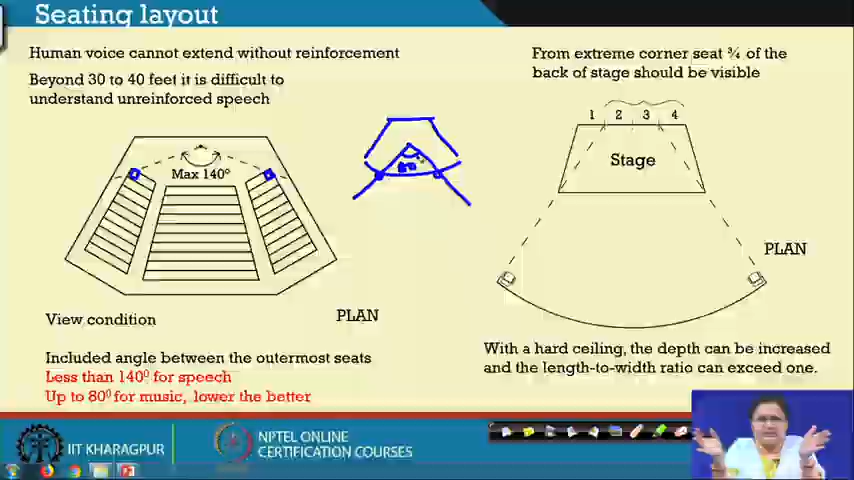 Seating layout
Human voice cannot extend without reinforcement
Beyond 30 to 40 feet it is difficult to
understand unreinforced speech
Max 140⁰
80
View condition
PLAN
Included angle between the outermost seats
Less than 140⁰ for speech
Up to 80⁰ for music, lower the better
From extreme corner seat ¾ of the
back of stage should be visible
1 2 3 4
Stage
PLAN
With a hard ceiling, the depth can be increased
and the length-to-width ratio can exceed one.
IIT KHARAGPUR
NPTEL ONLINE
CERTIFICATION COURSES